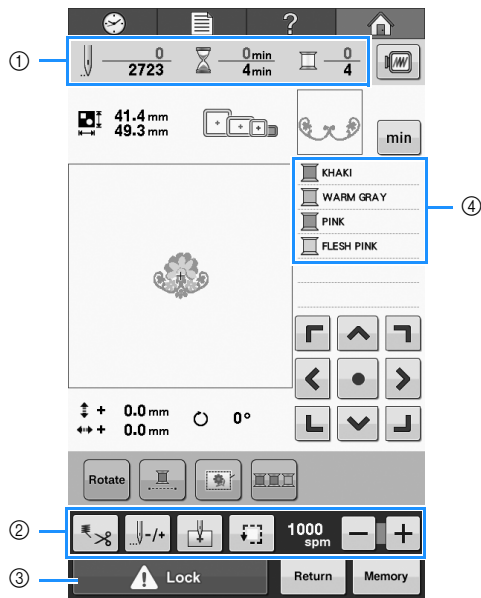 ?
①
0 0min 0
2723 4min 4
41.4 mm
49.3 mm
min
KHAKI
④
WARM GRAY
PINK
FLESH PINK
+ 0.0 mm 0°
+ 0.0 mm
Rotate
②
-/+ 1000 spm − +
③
Lock Return Memory